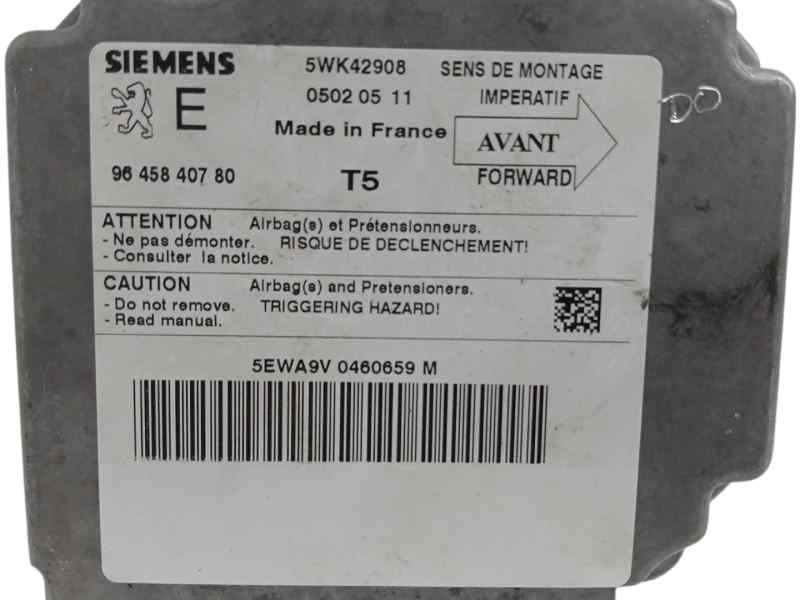 SIEMENS 5WK42908 SENS DE MONTAGE
E 05020 05 11 IMPERATIF
Made in France AVANT
96 458 407 80 T5 FORWARD
ATTENTION Airbag(s) et Prétensionneurs.
- Ne pas démonter. RISQUE DE DECLENCHEMENT!
- Consulter la notice.
CAUTION Airbag(s) and Pretensioners.
- Do not remove. TRIGGERING HAZARD!
- Read manual.
5EWA9V 0460659 M